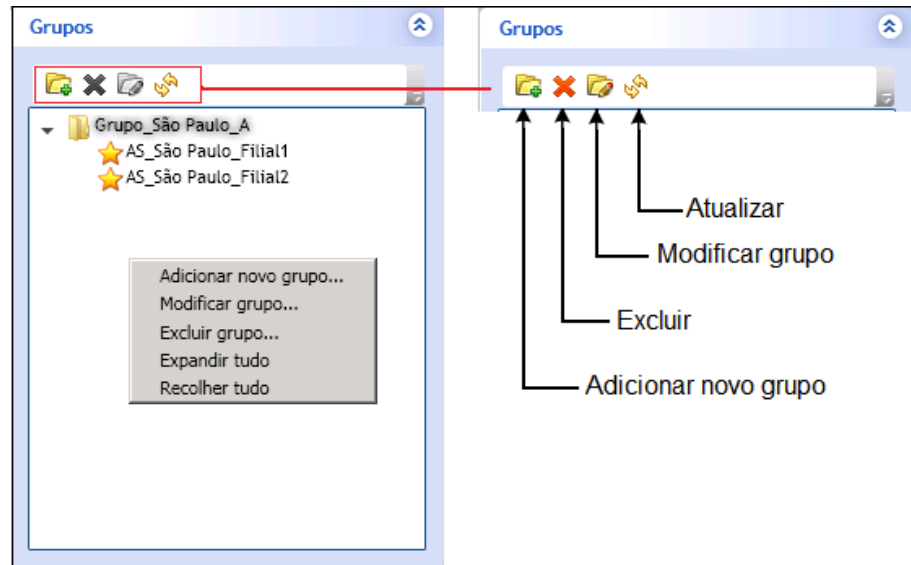 Grupos
Grupo_São Paulo_A
AS_São Paulo_Filial1
AS_São Paulo_Filial2
Adicionar novo grupo...
Modificar grupo...
Excluir grupo...
Expandir tudo
Recolher tudo
Grupos
Atualizar
Modificar grupo
Excluir
Adicionar novo grupo